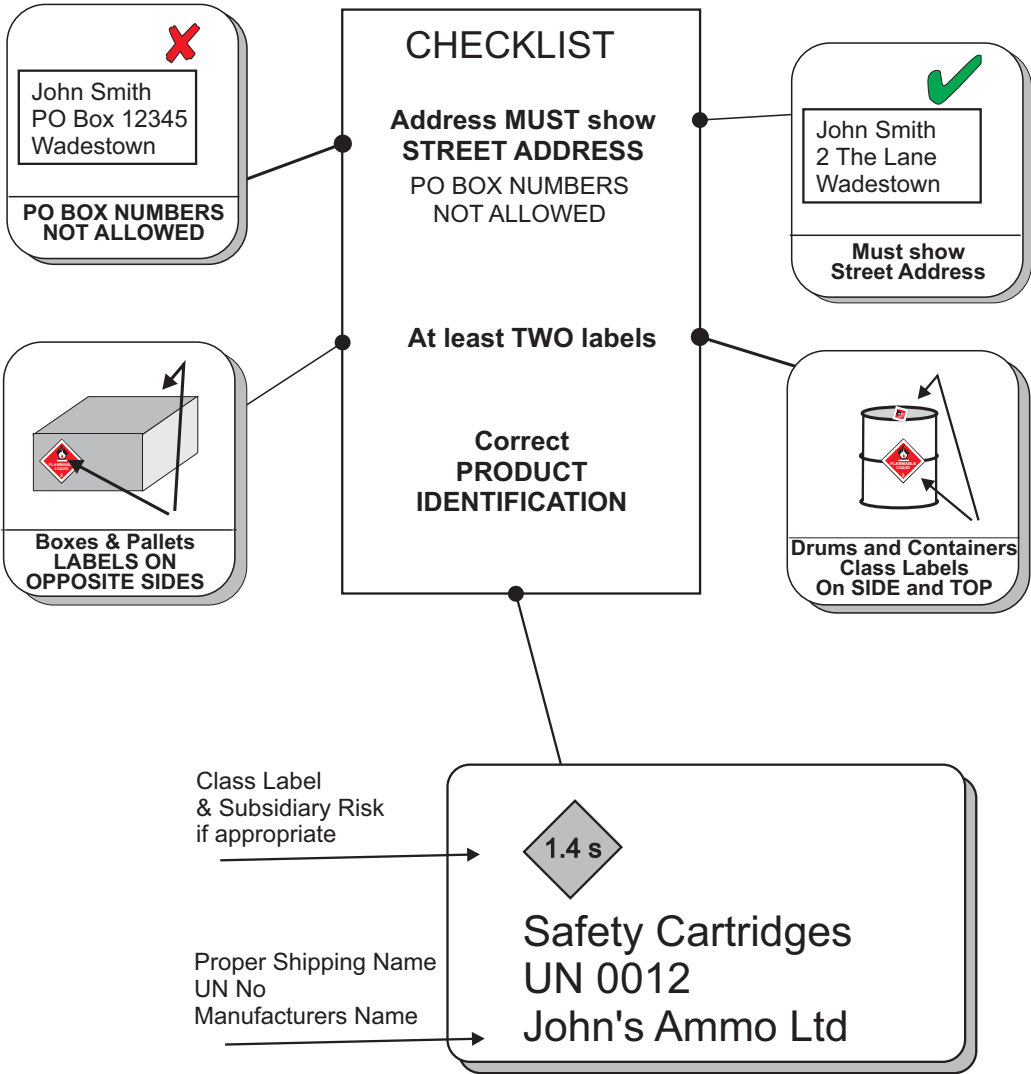 CHECKLIST
John Smith
PO Box 12345
Wadestown
PO BOX NUMBERS
NOT ALLOWED
Address MUST show
STREET ADDRESS
PO BOX NUMBERS
NOT ALLOWED
John Smith
2 The Lane
Wadestown
Must show
Street Address
At least TWO labels
FLAMMABLE
LIQUID
Boxes & Pallets
LABELS ON
OPPOSITE SIDES
Correct
PRODUCT
IDENTIFICATION
FLAMMABLE
LIQUID
Drums and Containers
Class Labels
On SIDE and TOP
Class Label
& Subsidiary Risk
if appropriate
1.4 s
Proper Shipping Name
UN No
Manufacturers Name
Safety Cartridges
UN 0012
John's Ammo Ltd